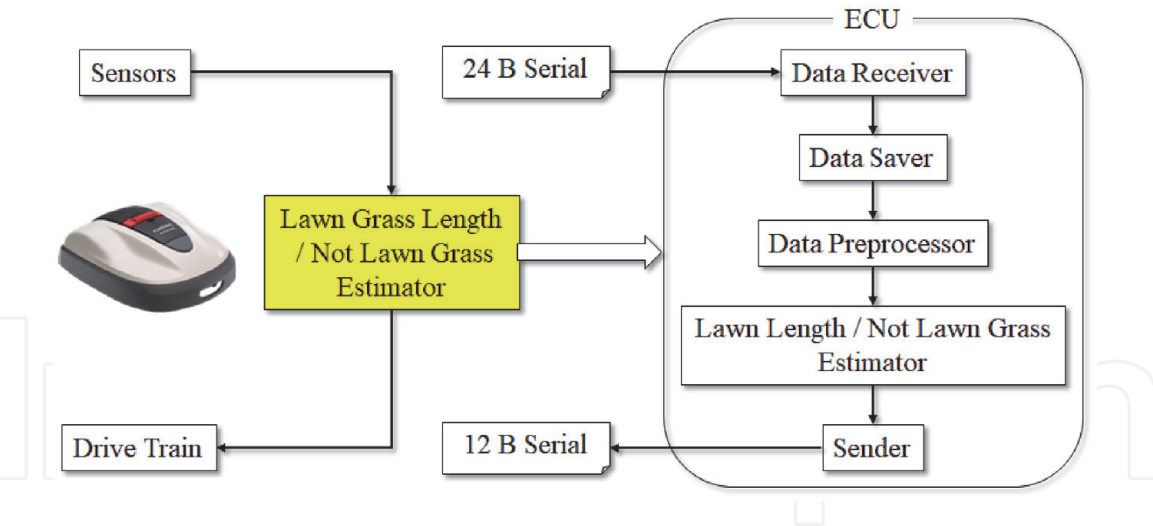 ECU
Sensors
24 B Serial
Data Receiver
Data Saver
Lawn Grass Length
/ Not Lawn Grass
Estimator
Data Preprocessor
Lawn Length / Not Lawn Grass
Estimator
Drive Train
12 B Serial
Sender